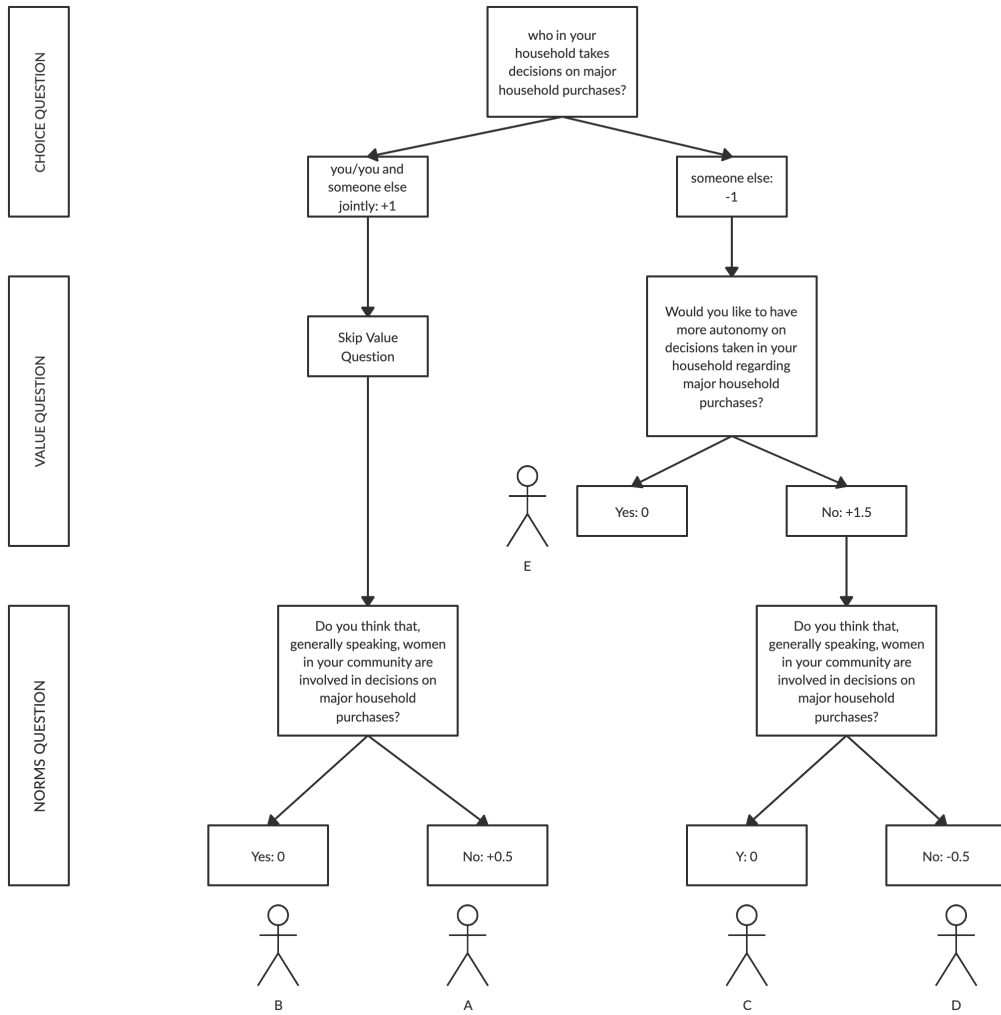 CHOICE QUESTION
who in your
household takes
decisions on major
household purchases?
you/you and
someone else
jointly: +1
someone else:
-1
VALUE QUESTION
Skip Value
Question
Would you like to have
more autonomy on
decisions taken in your
household regarding
major household
purchases?
E
Yes: 0
No: +1.5
NORMS QUESTION
Do you think that,
generally speaking, women
in your community are
involved in decisions on
major household
purchases?
Do you think that,
generally speaking, women
in your community are
involved in decisions on
major household
purchases?
Yes: 0
No: +0.5
Y: 0
No: -0.5
B
A
C
D